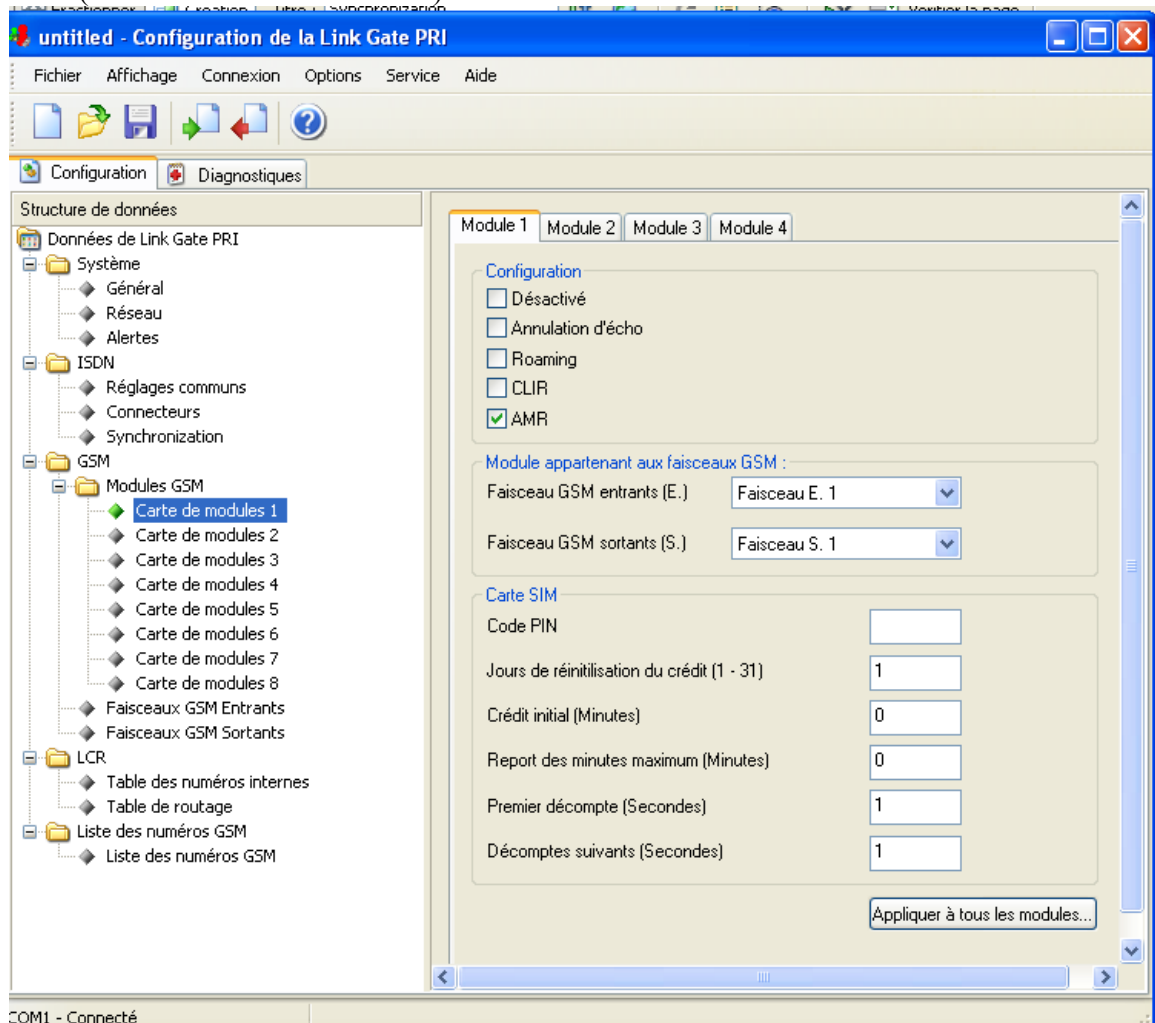 Fractionner Création Titre : Synchronization Vérifier la page
untitled - Configuration de la Link Gate PRI
Fichier Affichage Connexion Options Service Aide
Configuration Diagnostiques
Structure de données
Données de Link Gate PRI
Système
Général
Réseau
Alertes
ISDN
Réglages communs
Connecteurs
Synchronization
GSM
Modules GSM
Carte de modules 1
Carte de modules 2
Carte de modules 3
Carte de modules 4
Carte de modules 5
Carte de modules 6
Carte de modules 7
Carte de modules 8
Faisceaux GSM Entrants
Faisceaux GSM Sortants
LCR
Table des numéros internes
Table de routage
Liste des numéros GSM
Liste des numéros GSM
Module 1 Module 2 Module 3 Module 4
Configuration
Désactivé
Annulation d'écho
Roaming
CLIR
AMR
Module appartenant aux faisceaux GSM :
Faisceau GSM entrants (E.) Faisceau E. 1
Faisceau GSM sortants (S.) Faisceau S. 1
Carte SIM
Code PIN
Jours de réinitilisation du crédit (1 - 31) 1
Crédit initial (Minutes) 0
Report des minutes maximum (Minutes) 0
Premier décompte (Secondes) 1
Décomptes suivants (Secondes) 1
Appliquer à tous les modules...
COM1 - Connecté